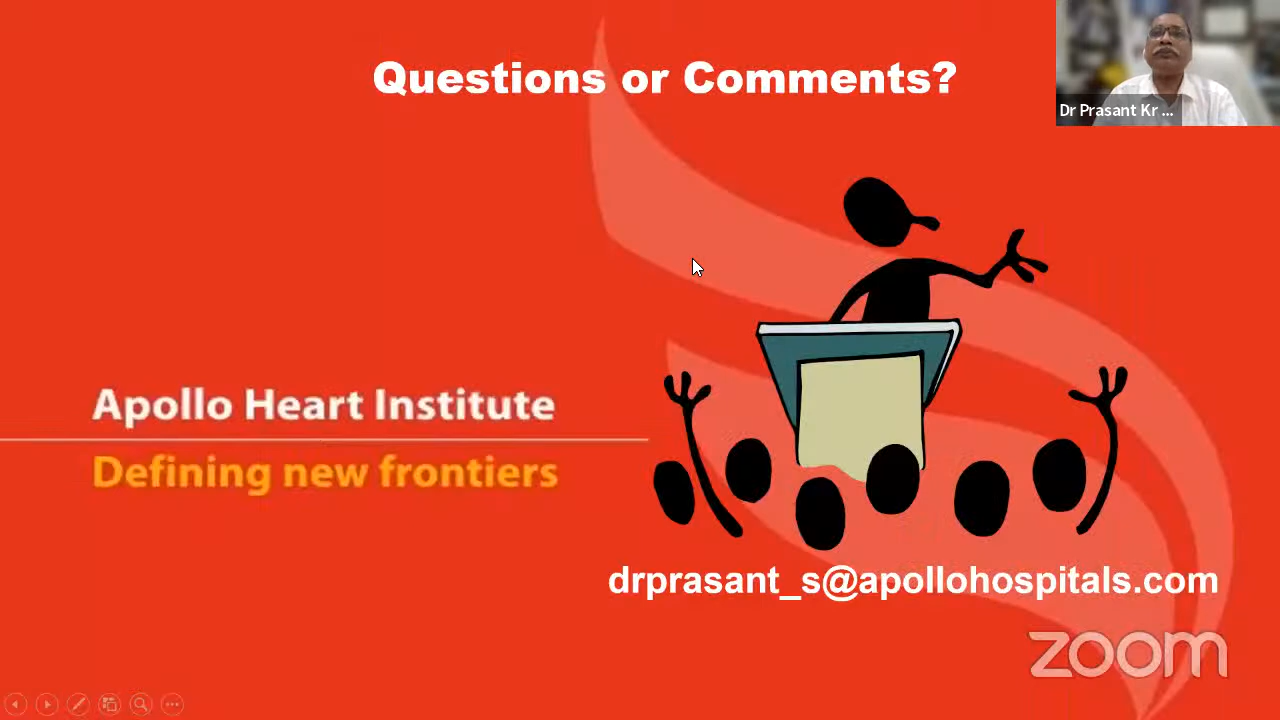 Questions or Comments?
Dr Prasant Kr ...
Apollo Heart Institute
Defining new frontiers
drprasant_s@apollohospitals.com
zoom